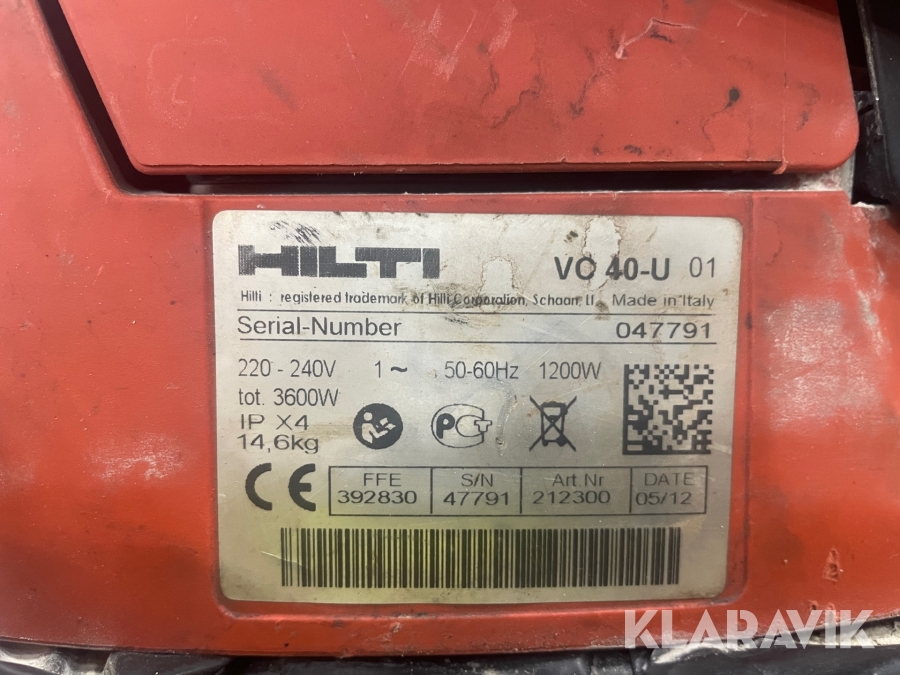 HILTI VC 40-U 01
Hilti : registered trademark of Hilti Corporation, Schaan, LI Made in Italy
Serial-Number 047791
220 - 240V 1~ 50-60Hz 1200W
tot. 3600W
IP X4
14,6kg
CE
FFE S/N Art.Nr DATE
392830 47791 212300 05/12
KLARAVIK